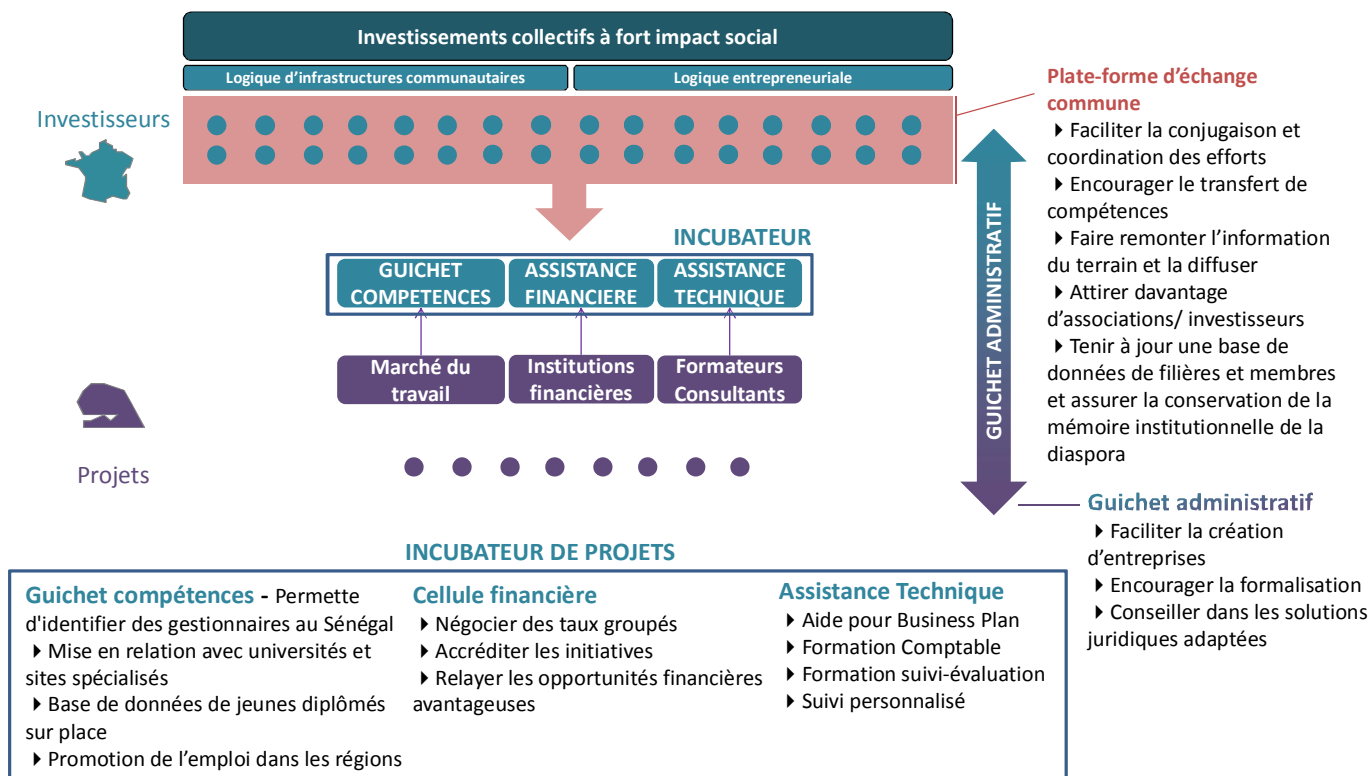 Investissements collectifs à fort impact social
Logique d'infrastructures communautaires
Logique entrepreneuriale
Investisseurs
Plate-forme d'échange
commune
▶ Faciliter la conjugaison et
coordination des efforts
▶ Encourager le transfert de
compétences
▶ Faire remonter l'information
du terrain et la diffuser
▶ Attirer davantage
d'associations/ investisseurs
▶ Tenir à jour une base de
données de filières et membres
et assurer la conservation de la
mémoire institutionnelle de la
diaspora
GUICHET ADMINISTRATIF
INCUBATEUR
GUICHET
COMPETENCES
ASSISTANCE
FINANCIERE
ASSISTANCE
TECHNIQUE
Marché du
travail
Institutions
financières
Formateurs
Consultants
Projets
Guichet administratif
▶ Faciliter la création
d'entreprises
▶ Encourager la formalisation
▶ Conseiller dans les solutions
juridiques adaptées
INCUBATEUR DE PROJETS
Guichet compétences - Permette
d'identifier des gestionnaires au Sénégal
▶ Mise en relation avec universités et
sites spécialisés
▶ Base de données de jeunes diplômés
sur place
▶ Promotion de l'emploi dans les régions
Cellule financière
▶ Négocier des taux groupés
▶ Accréditer les initiatives
▶ Relayer les opportunités financières
avantageuses
Assistance Technique
▶ Aide pour Business Plan
▶ Formation Comptable
▶ Formation suivi-évaluation
▶ Suivi personnalisé